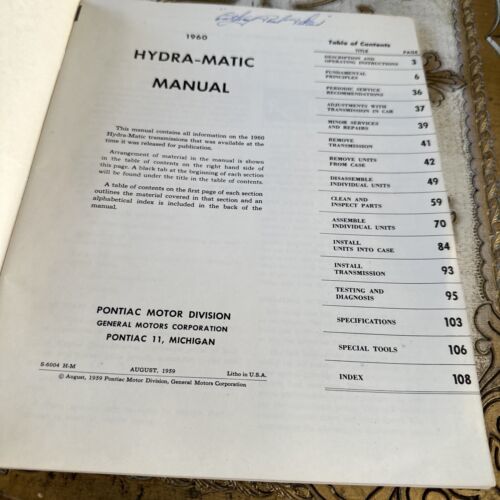 1960
HYDRA-MATIC
MANUAL
This manual contains all information on the 1960
Hydra-Matic transmissions that was available at the
time it was released for publication.
Arrangement of material in the manual is shown
in the table of contents on the right hand side of
this page. A black tab at the beginning of each section
will be found under the title in the table of contents.
A table of contents on the first page of each section
outlines the material covered in that section and an
alphabetical index is included in the back of the
manual.
PONTIAC MOTOR DIVISION
GENERAL MOTORS CORPORATION
PONTIAC 11, MICHIGAN
S-6004 H-M AUGUST, 1959 Litho in U.S.A.
© August, 1959 Pontiac Motor Division, General Motors Corporation
Table of Contents
TITLE PAGE
DESCRIPTION AND
OPERATING INSTRUCTIONS 3
FUNDAMENTAL
PRINCIPLES 6
PERIODIC SERVICE
RECOMMENDATIONS 36
ADJUSTMENTS WITH
TRANSMISSION IN CAR 37
MINOR SERVICES
AND REPAIRS 39
REMOVE
TRANSMISSION 41
REMOVE UNITS
FROM CASE 42
DISASSEMBLE
INDIVIDUAL UNITS 49
CLEAN AND
INSPECT PARTS 59
ASSEMBLE
INDIVIDUAL UNITS 70
INSTALL
UNITS INTO CASE 84
INSTALL
TRANSMISSION 93
TESTING AND
DIAGNOSIS 95
SPECIFICATIONS 103
SPECIAL TOOLS 106
INDEX 108